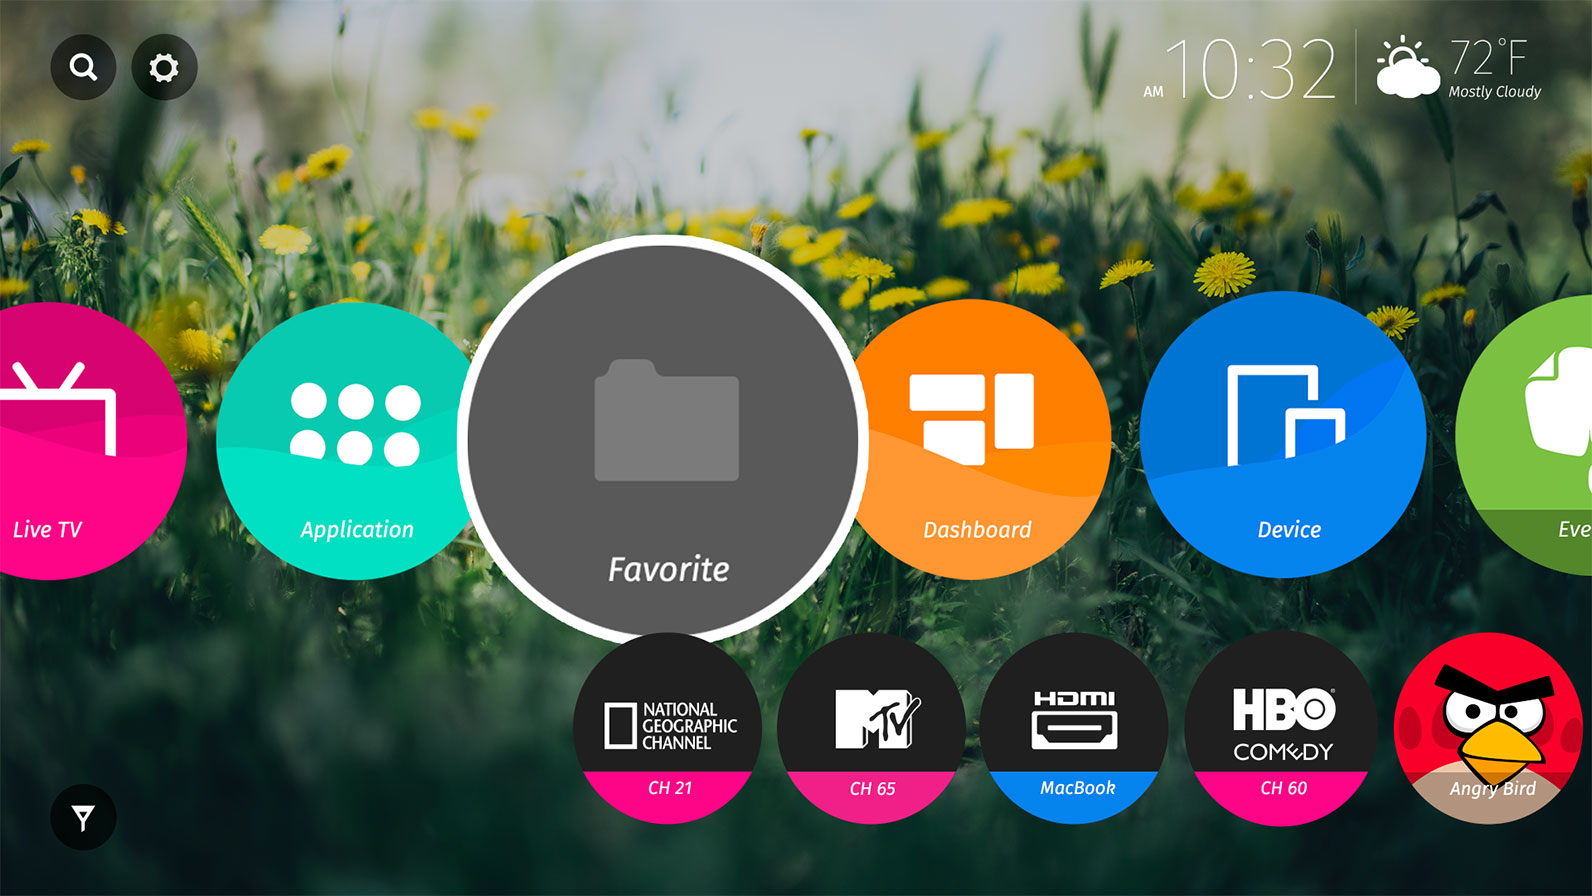 AM 10:32
72°F
Mostly Cloudy
Live TV
Application
Favorite
Dashboard
Device
Eve
NATIONAL
GEOGRAPHIC
CHANNEL
CH 21
MTV
CH 65
HDMI
MacBook
HBO®
COMEDY
CH 60
Angry Bird